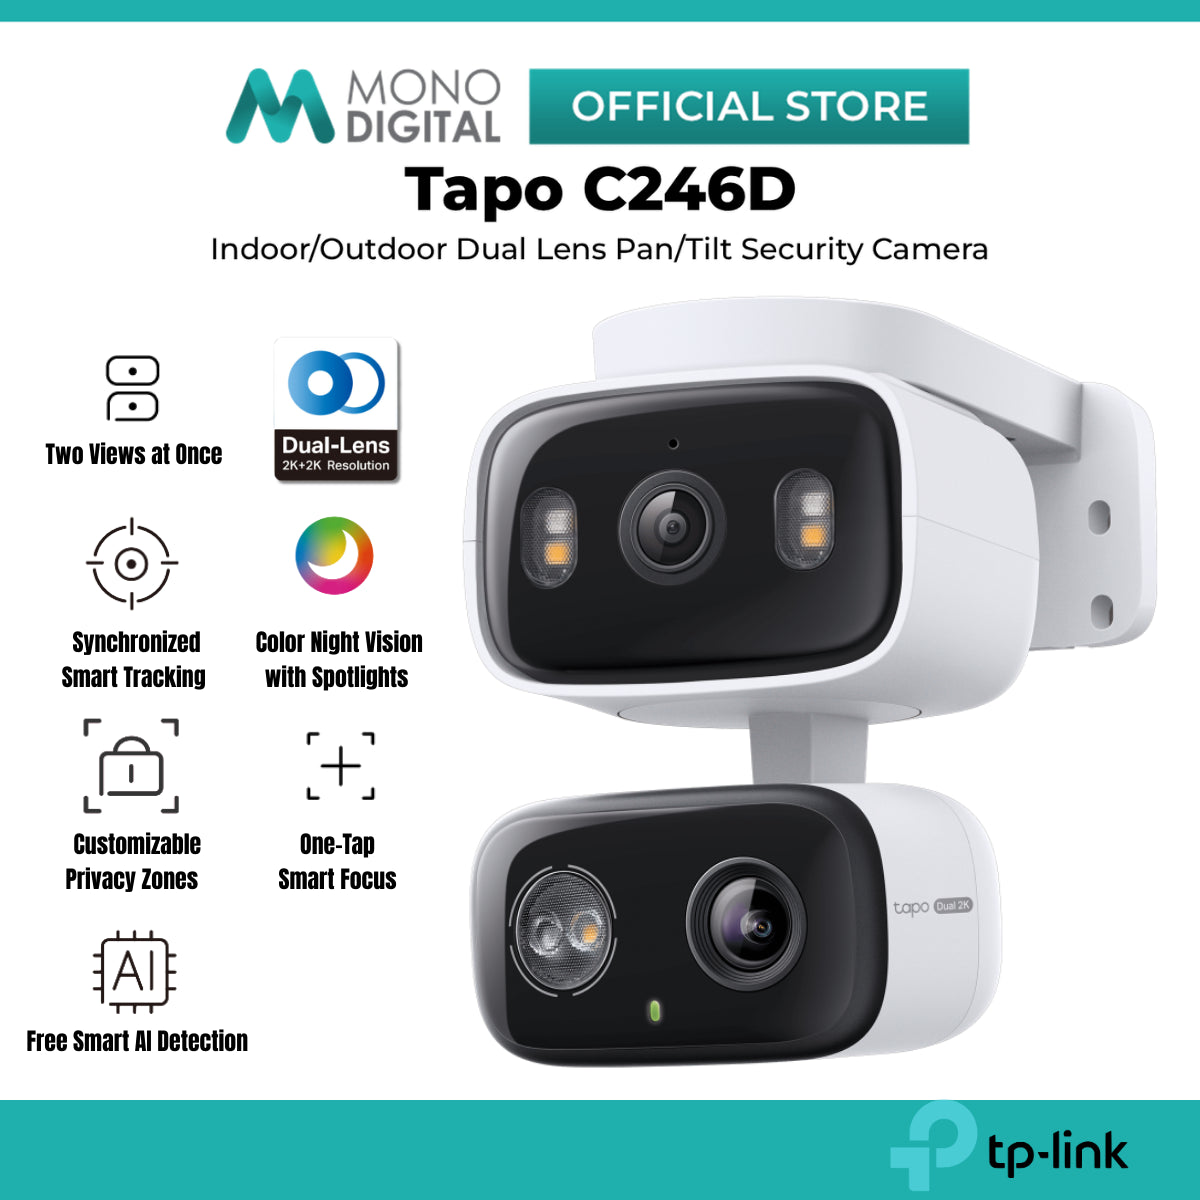 MONO
DIGITAL
OFFICIAL STORE
Tapo C246D
Indoor/Outdoor Dual Lens Pan/Tilt Security Camera
Two Views at Once
Dual-Lens
2K+2K Resolution
Synchronized
Smart Tracking
Color Night Vision
with Spotlights
Customizable
Privacy Zones
One-Tap
Smart Focus
AI
Free Smart AI Detection
tapo Dual 2K
tp-link